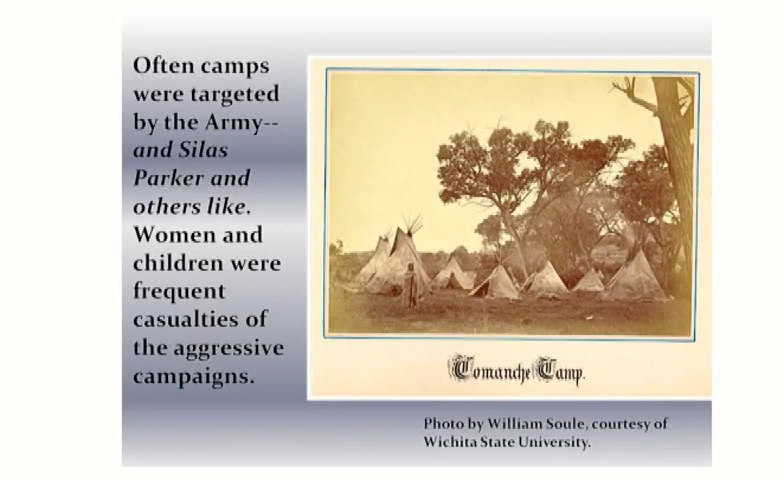 Often camps
were targeted
by the Army--
and Silas
Parker and
others like.
Women and
children were
frequent
casualties of
the aggressive
campaigns.
Comanche Camp.
Photo by William Soule, courtesy of
Wichita State University.